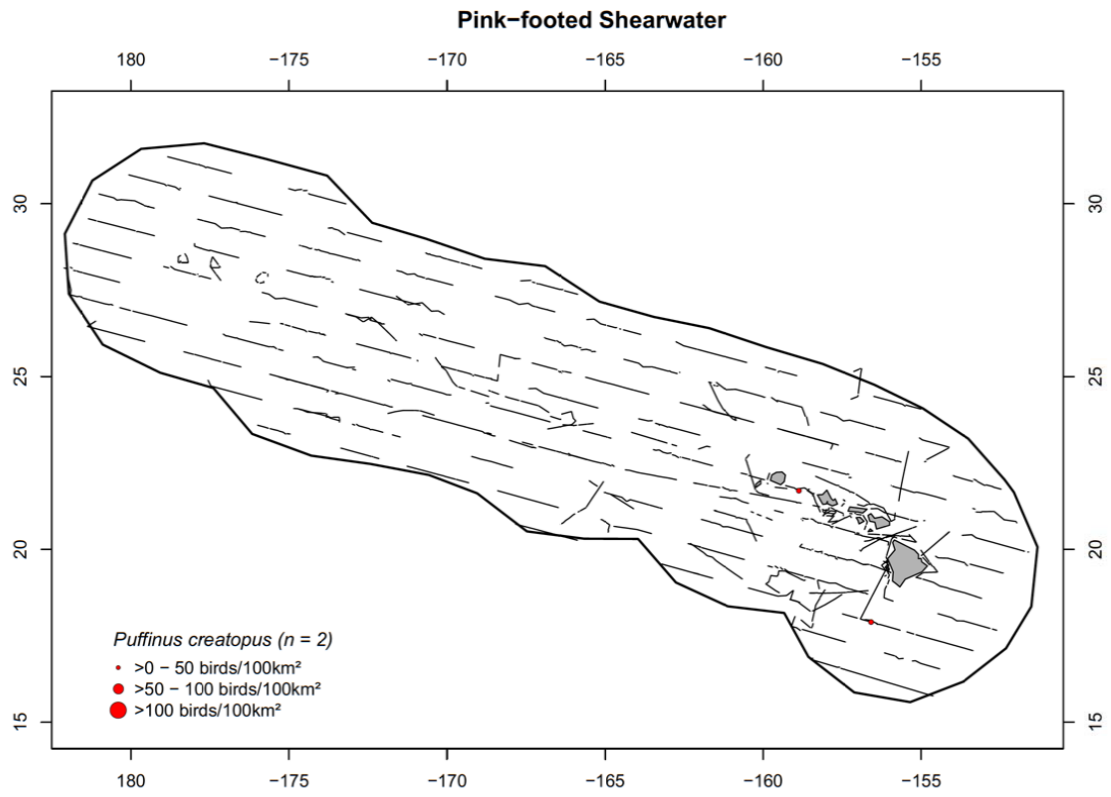 Pink−footed Shearwater
180 −175 −170 −165 −160 −155
30 30
25 25
20 20
15 15
Puffinus creatopus (n = 2)
>0 − 50 birds/100km²
>50 − 100 birds/100km²
>100 birds/100km²
180 −175 −170 −165 −160 −155